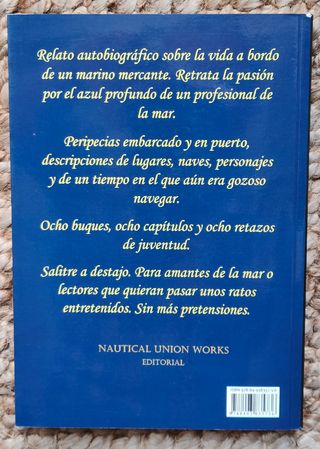 Relato autobiográfico sobre la vida a bordo
de un marino mercante. Retrata la pasión
por el azul profundo de un profesional de
la mar.
Peripecias embarcado y en puerto,
descripciones de lugares, naves, personajes
y de un tiempo en el que aún era gozoso
navegar.
Ocho buques, ocho capítulos y ocho retazos
de juventud.
Salitre a destajo. Para amantes de la mar o
lectores que quieran pasar unos ratos
entretenidos. Sin más pretensiones.
NAUTICAL UNION WORKS
EDITORIAL